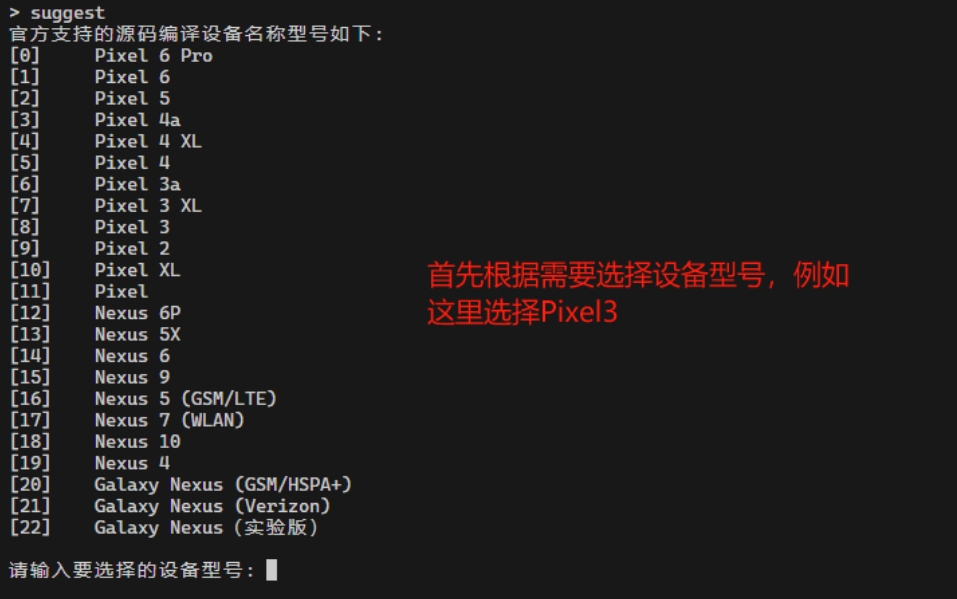 > suggest
官方支持的源码编译设备名称型号如下:
[0] Pixel 6 Pro
[1] Pixel 6
[2] Pixel 5
[3] Pixel 4a
[4] Pixel 4 XL
[5] Pixel 4
[6] Pixel 3a
[7] Pixel 3 XL
[8] Pixel 3
[9] Pixel 2
[10] Pixel XL
[11] Pixel
[12] Nexus 6P
[13] Nexus 5X
[14] Nexus 6
[15] Nexus 9
[16] Nexus 5 (GSM/LTE)
[17] Nexus 7 (WLAN)
[18] Nexus 10
[19] Nexus 4
[20] Galaxy Nexus (GSM/HSPA+)
[21] Galaxy Nexus (Verizon)
[22] Galaxy Nexus (实验版)
请输入要选择的设备型号:
首先根据需要选择设备型号，例如
这里选择Pixel3